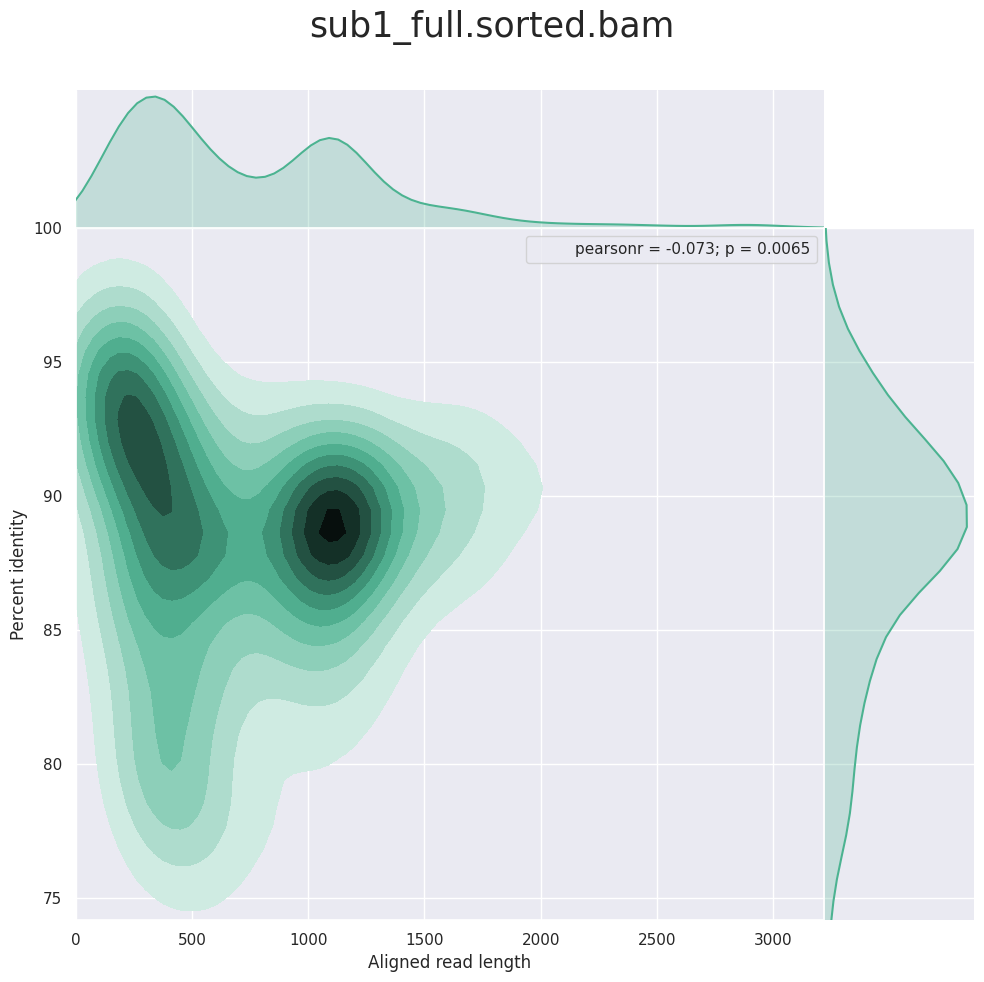 sub1_full.sorted.bam
100
pearsonr = -0.073; p = 0.0065
95
90
Percent identity
85
80
75
0 500 1000 1500 2000 2500 3000
Aligned read length